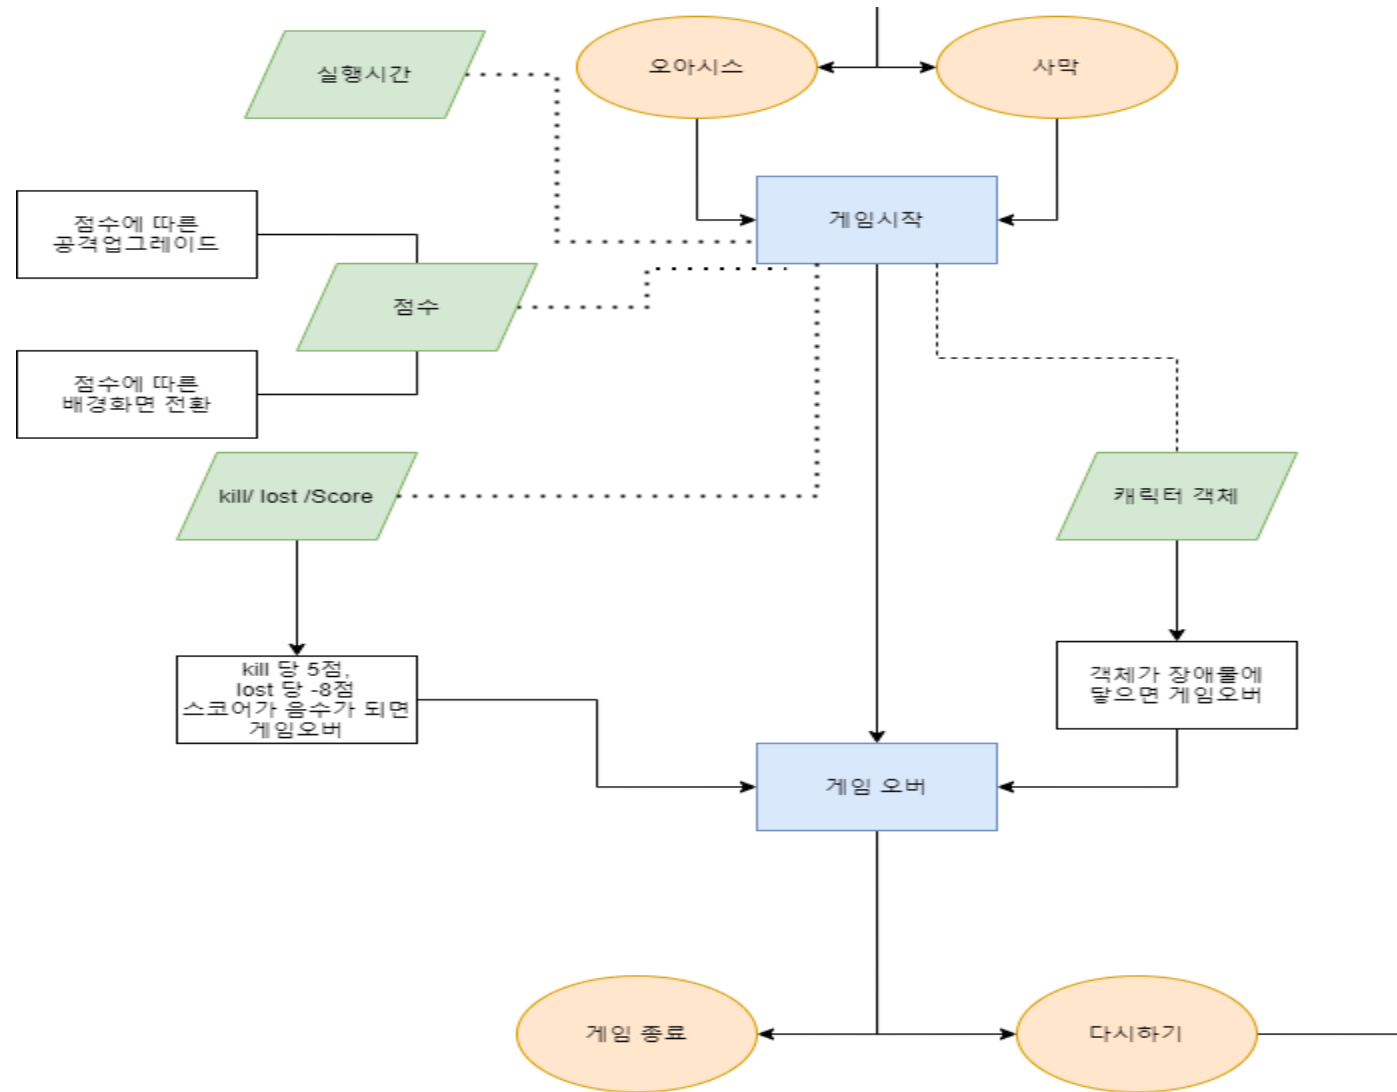 실행시간
오아시스
사막
점수에 따른
공격업그레이드
게임시작
점수
점수에 따른
배경화면 전환
kill/ lost /Score
캐릭터 객체
kill 당 5점,
lost 당 -8점
스코어가 음수가 되면
게임오버
객체가 장애물에
닿으면 게임오버
게임 오버
게임 종료
다시하기